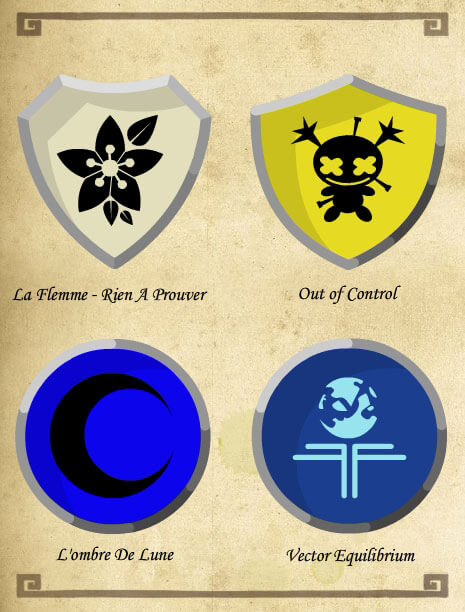 La Flemme - Rien A Prouver
Out of Control
L'ombre De Lune
Vector Equilibrium